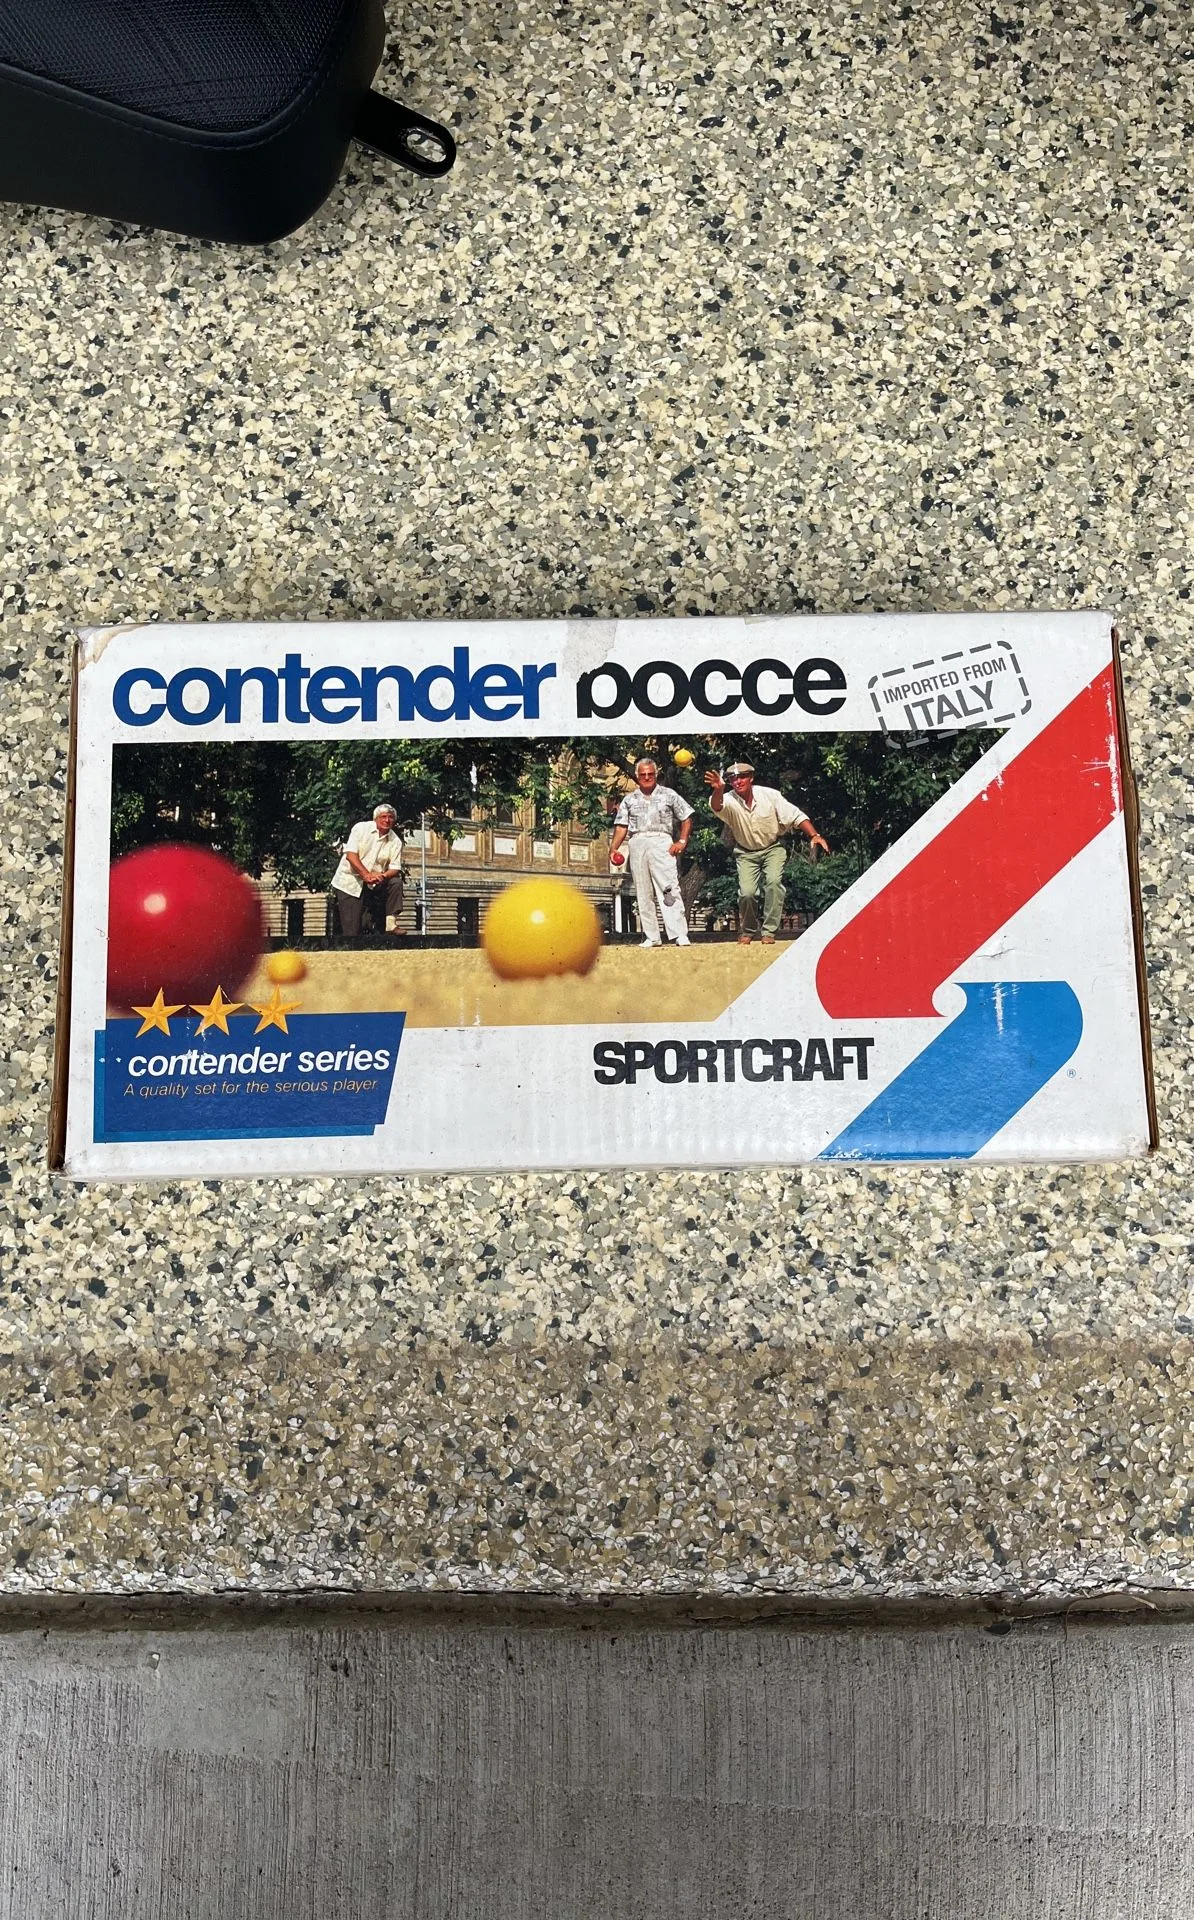 contender bocce
IMPORTED FROM
ITALY
contender series
A quality set for the serious player
SPORTCRAFT
®